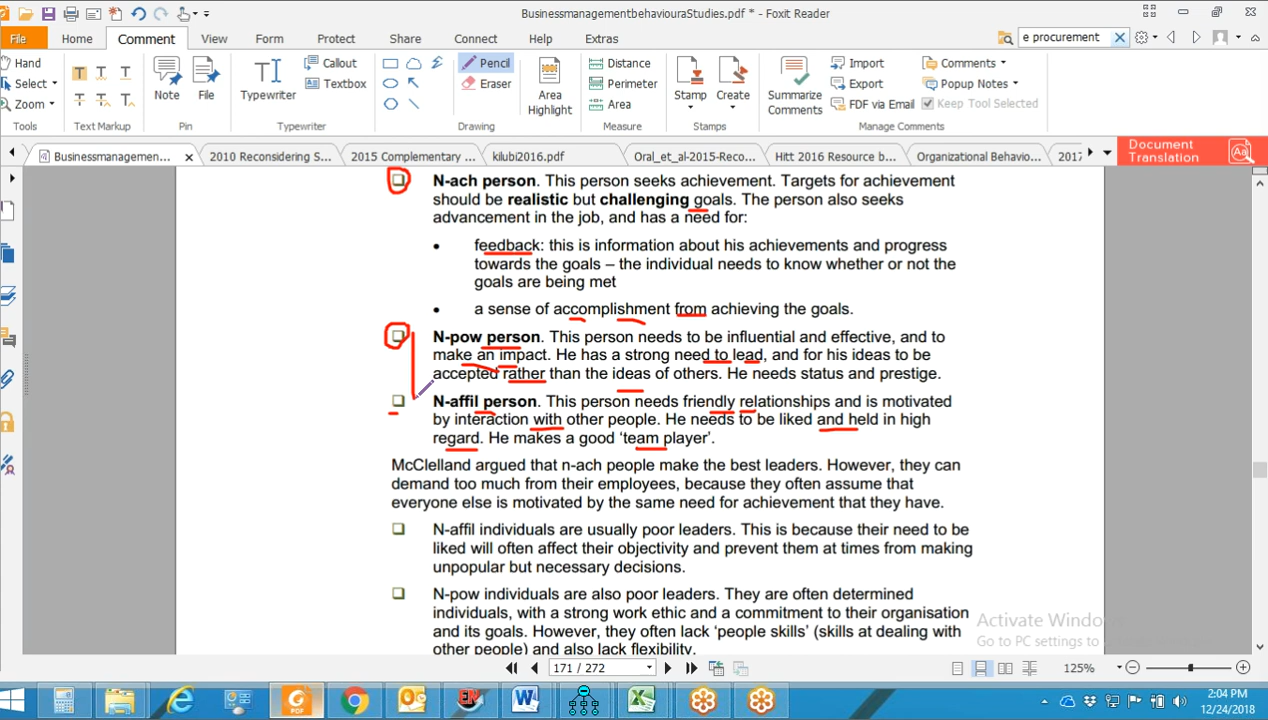 BusinessmanagementbehaviouraStudies.pdf * - Foxit Reader
File Home Comment View Form Protect Share Connect Help Extras e procurement
Hand
Select
Zoom
Tools
Text Markup
Note
File
Pin
Typewriter
Callout
Textbox
Typewriter
Pencil
Eraser
Drawing
Area
Highlight
Distance
Perimeter
Area
Measure
Stamp
Create
Stamps
Summarize
Comments
Import
Export
FDF via Email
Comments
Popup Notes
Keep Tool Selected
Manage Comments
Businessmanagemen... 2010 Reconsidering S... 2015 Complementary ... kilubi2016.pdf Oral_et_al-2015-Reco... Hitt 2016 Resource b... Organizational Behavio... 2017
Document
Translation
N-ach person. This person seeks achievement. Targets for achievement
should be realistic but challenging goals. The person also seeks
advancement in the job, and has a need for:
• feedback: this is information about his achievements and progress
towards the goals – the individual needs to know whether or not the
goals are being met
• a sense of accomplishment from achieving the goals.
N-pow person. This person needs to be influential and effective, and to
make an impact. He has a strong need to lead, and for his ideas to be
accepted rather than the ideas of others. He needs status and prestige.
N-affil person. This person needs friendly relationships and is motivated
by interaction with other people. He needs to be liked and held in high
regard. He makes a good ‘team player’.
McClelland argued that n-ach people make the best leaders. However, they can
demand too much from their employees, because they often assume that
everyone else is motivated by the same need for achievement that they have.
N-affil individuals are usually poor leaders. This is because their need to be
liked will often affect their objectivity and prevent them at times from making
unpopular but necessary decisions.
N-pow individuals are also poor leaders. They are often determined
individuals, with a strong work ethic and a commitment to their organisation
and its goals. However, they often lack ‘people skills’ (skills at dealing with
other people) and also lack flexibility.
Activate Windo
Go to PC settings to
171 / 272
125%
2:04 PM
12/24/2018